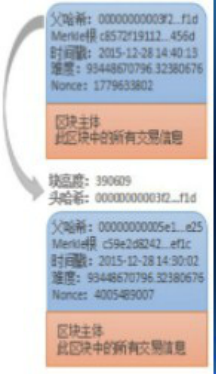 父哈希: 00000000003f2...f1d
Merkle根 c8572f19112...456d
时间戳: 2015-12-28 14:40:13
难度: 93448670796.32380676
Nonce: 1779633802
区块主体
此区块中的所有交易信息
块高度: 390609
头哈希: 00000000003f2...f1d
父哈希: 00000000005e1...e25
Merkle根 c59e2d8242...ef1c
时间戳: 2015-12-28 14:30:02
难度: 93448670796.32380676
Nonce: 4005489007
区块主体
此区块中的所有交易信息